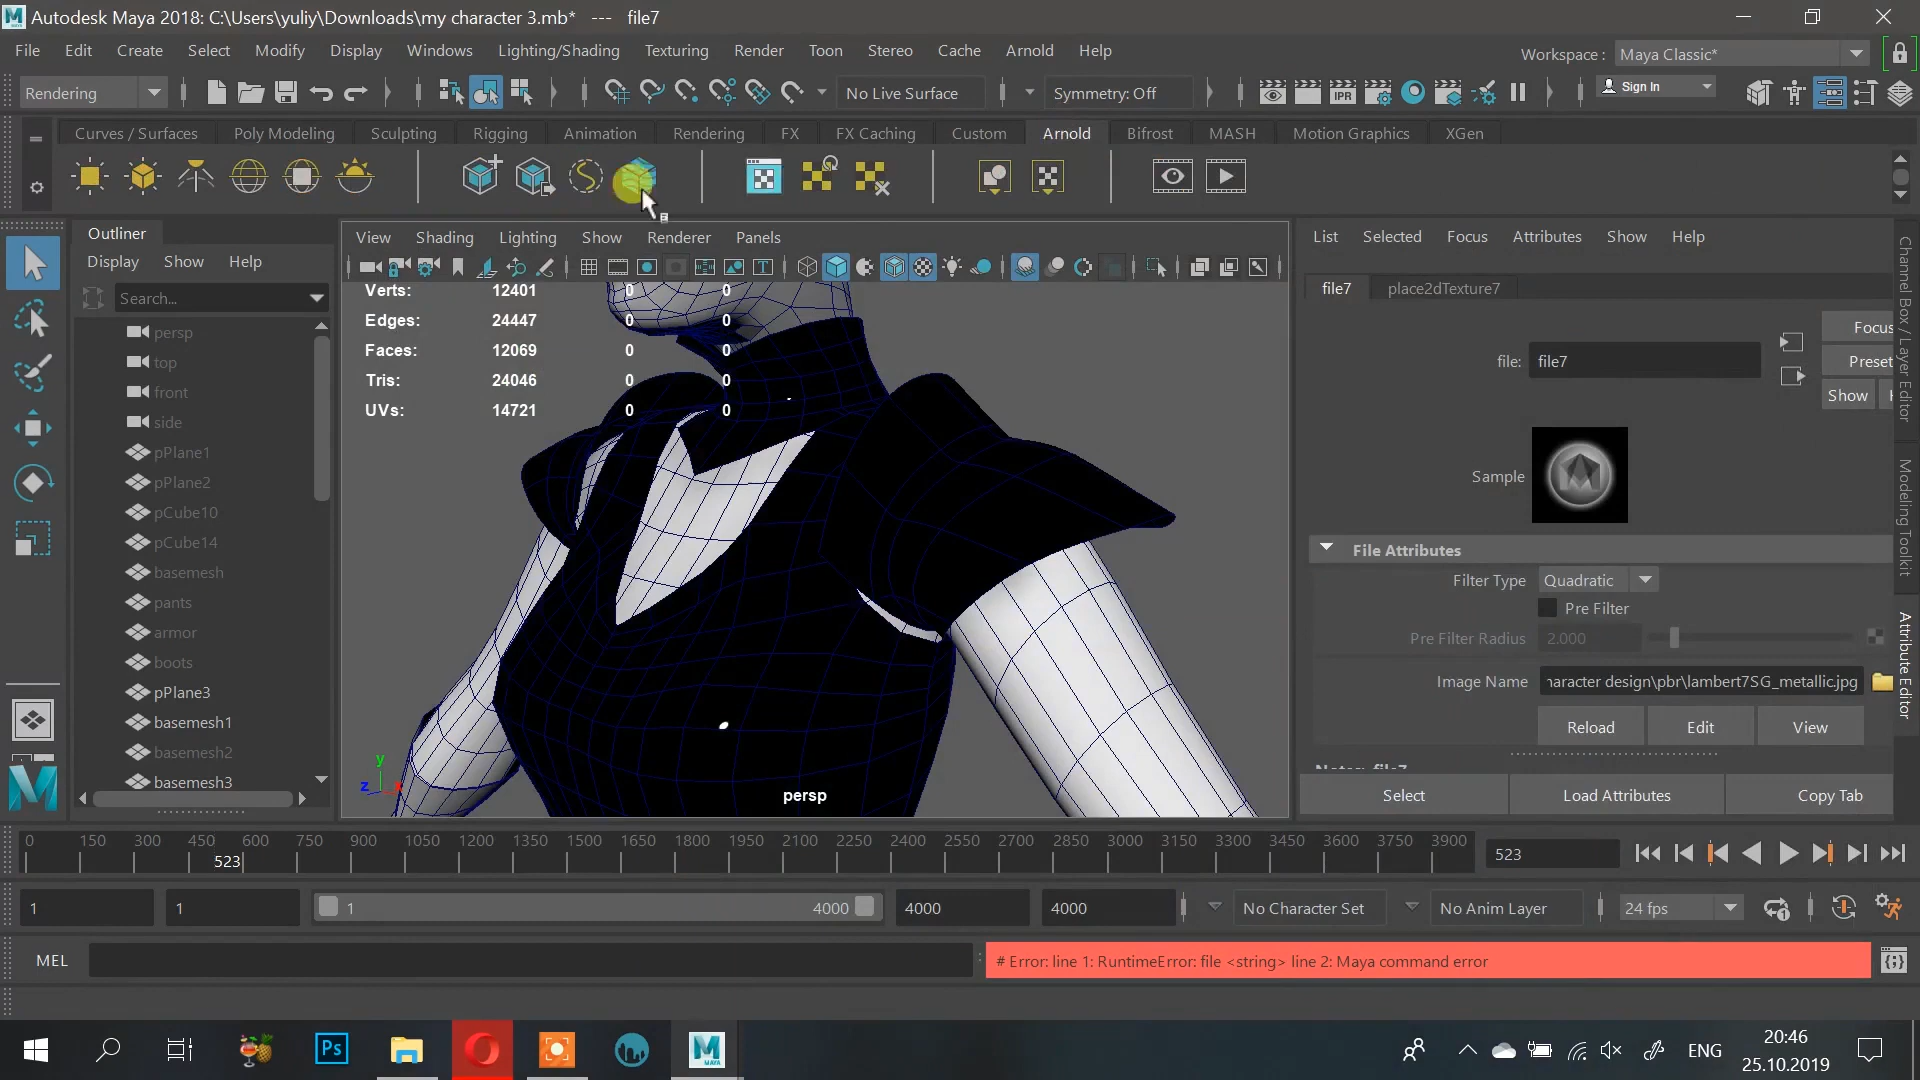 Autodesk Maya 2018: C:\Users\yuliy\Downloads\my character 3.mb*   ---   file7
File Edit Create Select Modify Display Windows Lighting/Shading Texturing Render Toon Stereo Cache Arnold Help
Workspace : Maya Classic*
Rendering No Live Surface Symmetry: Off IPR Sign In
Curves / Surfaces Poly Modeling Sculpting Rigging Animation Rendering FX FX Caching Custom Arnold Bifrost MASH Motion Graphics XGen
Outliner
Display Show Help
Search...
persp
top
front
side
pPlane1
pPlane2
pCube10
pCube14
basemesh
pants
armor
boots
pPlane3
basemesh1
basemesh2
basemesh3
View Shading Lighting Show Renderer Panels
Verts: 12401 0 0
Edges: 24447 0 0
Faces: 12069 0 0
Tris: 24046 0 0
UVs: 14721 0 0
y
z
persp
List Selected Focus Attributes Show Help
file7 place2dTexture7
Focus
file: file7
Preset
Show
Sample
File Attributes
Filter Type Quadratic
Pre Filter
Pre Filter Radius 2.000
Image Name haracter design\pbr\lambert7SG_metallic.jpg
Reload Edit View
Notes: file7
Select Load Attributes Copy Tab
Channel Box / Layer Editor
Modeling Toolkit
Attribute Editor
0 150 300 450 600 750 900 1050 1200 1350 1500 1650 1800 1950 2100 2250 2400 2550 2700 2850 3000 3150 3300 3450 3600 3750 3900
523
523
1 1 1 4000 4000 4000 No Character Set No Anim Layer 24 fps
MEL # Error: line 1: RuntimeError: file <string> line 2: Maya command error
Ps
MAYA
ENG
20:46
25.10.2019